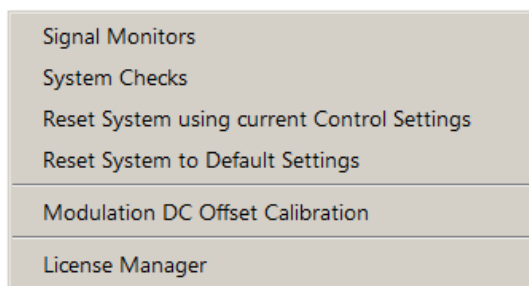 Signal Monitors
System Checks
Reset System using current Control Settings
Reset System to Default Settings
Modulation DC Offset Calibration
License Manager